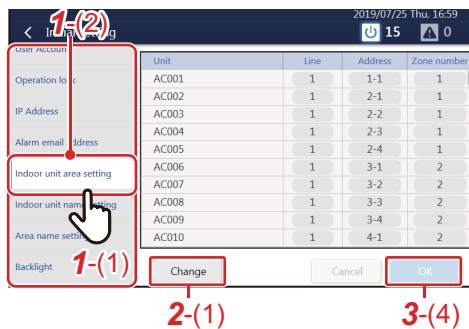 2019/07/25 Thu. 16:59
1-(2)
15
0
User Account
Unit Line Address Zone number
AC001 1 1-1 1
Operation lock
AC002 1 2-1 1
AC003 1 2-2 1
IP Address
AC004 1 2-3 1
Alarm email address
AC005 1 2-4 1
Indoor unit area setting
AC006 3-1 2
AC007 1 3-2 2
Indoor unit name setting
AC008 1 3-3 2
AC009 1 3-4 2
Area name setting
AC010 1 4-1 2
1-(1)
Backlight
Change
Cancel
OK
2-(1)
3-(4)